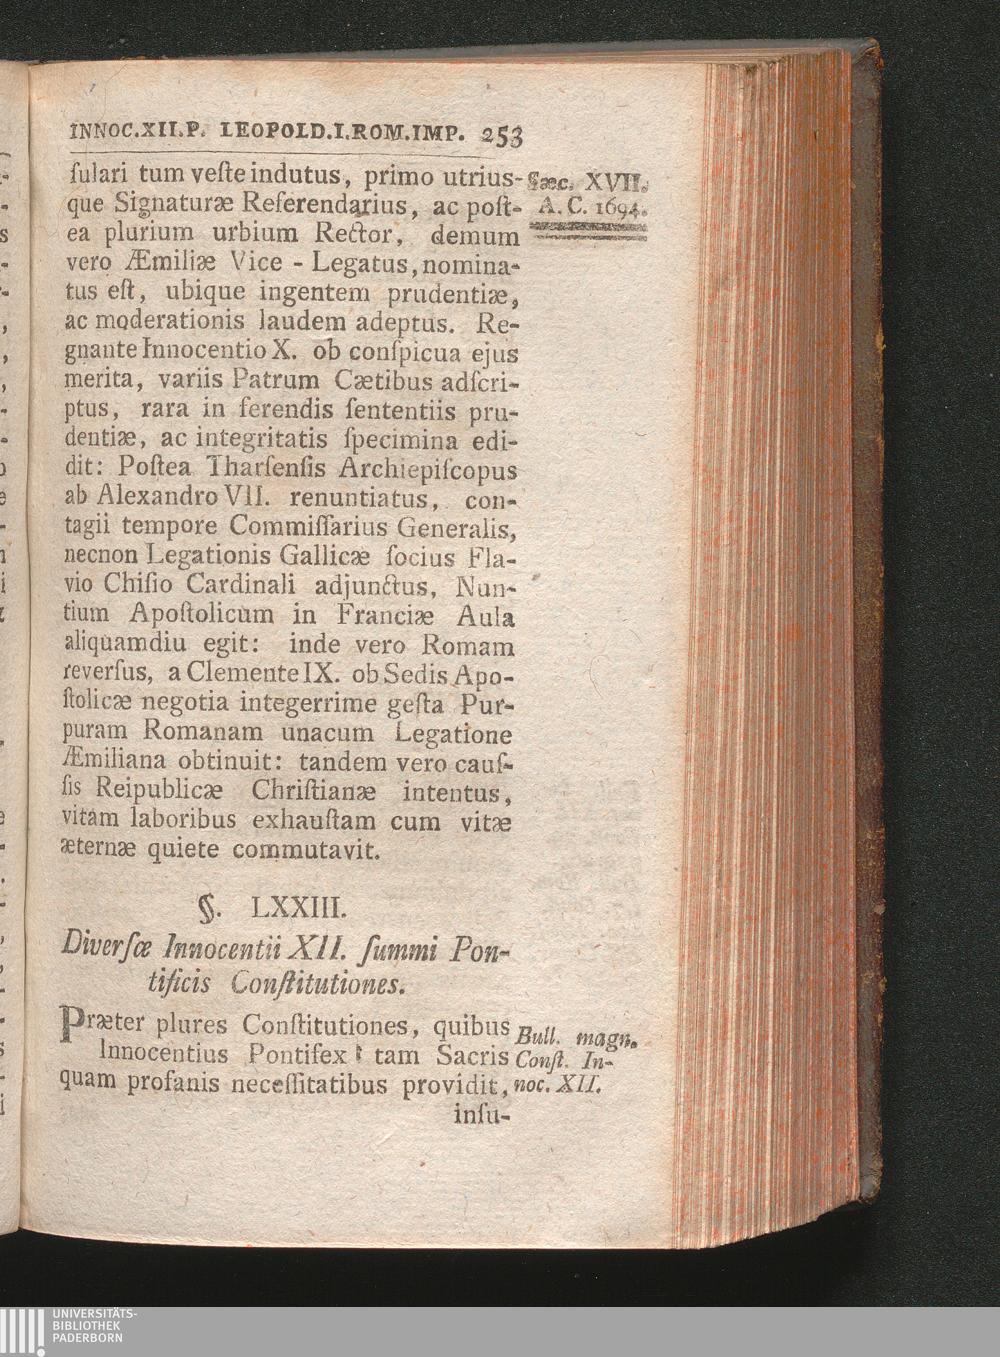 INNOC.XII.P. LEOPOLD.I.ROM.IMP. 253
ſulari tum veſte indutus, primo utrius-
que Signaturæ Referendarius, ac poſt-
ea plurium urbium Rector, demum
vero Æmiliæ Vice - Legatus, nomina-
tus eſt, ubique ingentem prudentiæ,
ac moderationis laudem adeptus. Re-
gnante Innocentio X. ob conſpicua ejus
merita, variis Patrum Cætibus adſcri-
ptus, rara in ferendis ſententiis pru-
dentiæ, ac integritatis ſpecimina edi-
dit: Poſtea Tharſenſis Archiepiſcopus
ab Alexandro VII. renuntiatus, con-
tagii tempore Commiſſarius Generalis,
necnon Legationis Gallicæ ſocius Fla-
vio Chiſio Cardinali adjunctus, Nun-
tium Apoſtolicum in Franciæ Aula
aliquamdiu egit: inde vero Romam
reverſus, a Clemente IX. ob Sedis Apo-
ſtolicæ negotia integerrime geſta Pur-
puram Romanam unacum Legatione
Æmiliana obtinuit: tandem vero cauſ-
ſis Reipublicæ Chriſtianæ intentus,
vitam laboribus exhauſtam cum vitæ
æternæ quiete commutavit.
Sæc. XVII.
A. C. 1694.
§. LXXIII.
Diverſæ Innocentii XII. ſummi Pon-
tificis Conſtitutiones.
Præter plures Conſtitutiones, quibus
Innocentius Pontifex tam Sacris
quam profanis neceſſitatibus providit,
inſu-
Bull. magn.
Conſt. In-
noc. XII.
UNIVERSITÄTS-
BIBLIOTHEK
PADERBORN